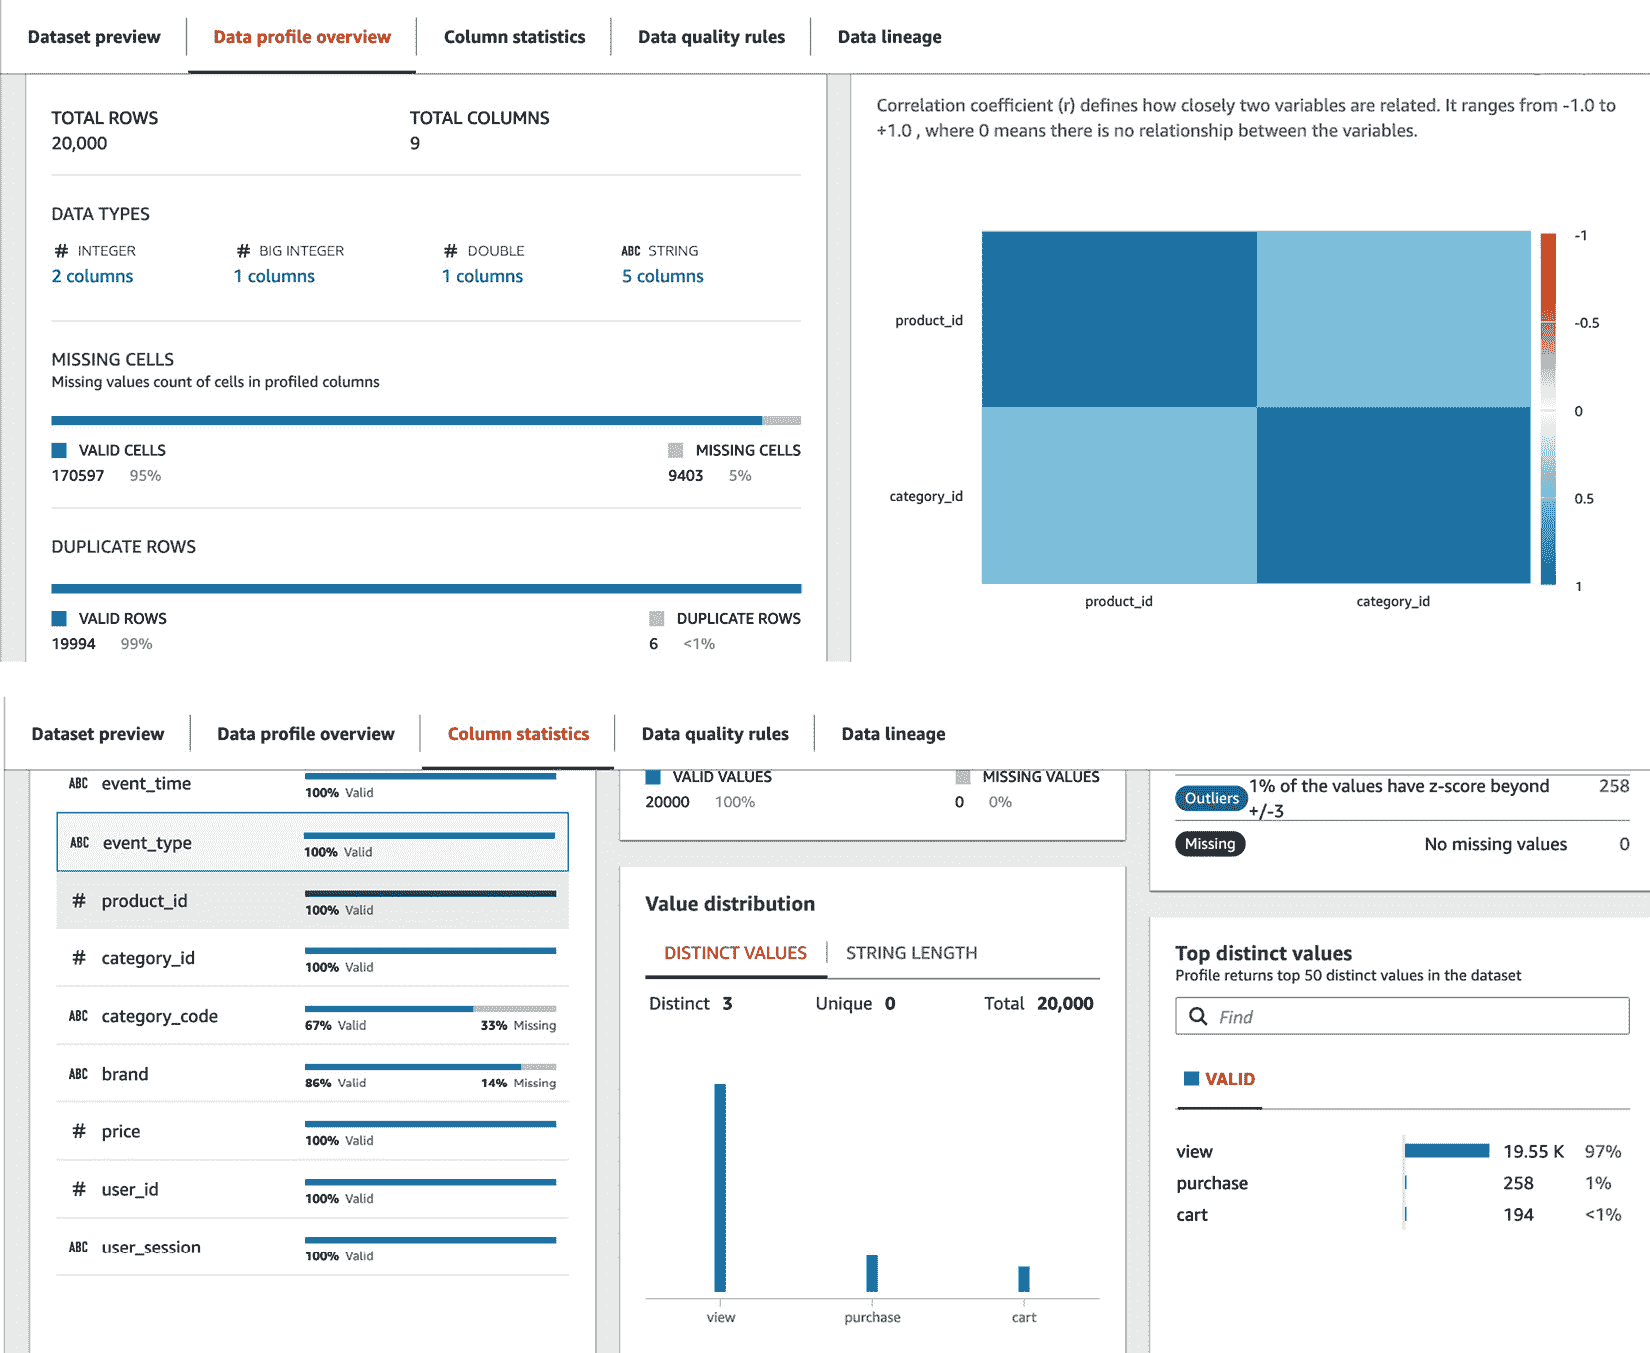 Dataset preview
Data profile overview
Column statistics
Data quality rules
Data lineage
TOTAL ROWS
20,000
TOTAL COLUMNS
9
DATA TYPES
# INTEGER
2 columns
# BIG INTEGER
1 columns
# DOUBLE
1 columns
ABC STRING
5 columns
MISSING CELLS
Missing values count of cells in profiled columns
VALID CELLS
170597 95%
MISSING CELLS
9403 5%
DUPLICATE ROWS
VALID ROWS
19994 99%
DUPLICATE ROWS
6 <1%
Correlation coefficient (r) defines how closely two variables are related. It ranges from -1.0 to
+1.0 , where 0 means there is no relationship between the variables.
product_id
category_id
product_id
category_id
-1
-0.5
0
0.5
1
Dataset preview
Data profile overview
Column statistics
Data quality rules
Data lineage
ABC event_time
100% Valid
ABC event_type
100% Valid
# product_id
100% Valid
# category_id
100% Valid
ABC category_code
67% Valid 33% Missing
ABC brand
86% Valid 14% Missing
# price
100% Valid
# user_id
100% Valid
ABC user_session
100% Valid
VALID VALUES
20000 100%
MISSING VALUES
0 0%
Value distribution
DISTINCT VALUES
STRING LENGTH
Distinct 3
Unique 0
Total 20,000
view
purchase
cart
Outliers
1% of the values have z-score beyond
+/-3
258
Missing
No missing values
0
Top distinct values
Profile returns top 50 distinct values in the dataset
Find
VALID
view 19.55 K 97%
purchase 258 1%
cart 194 <1%